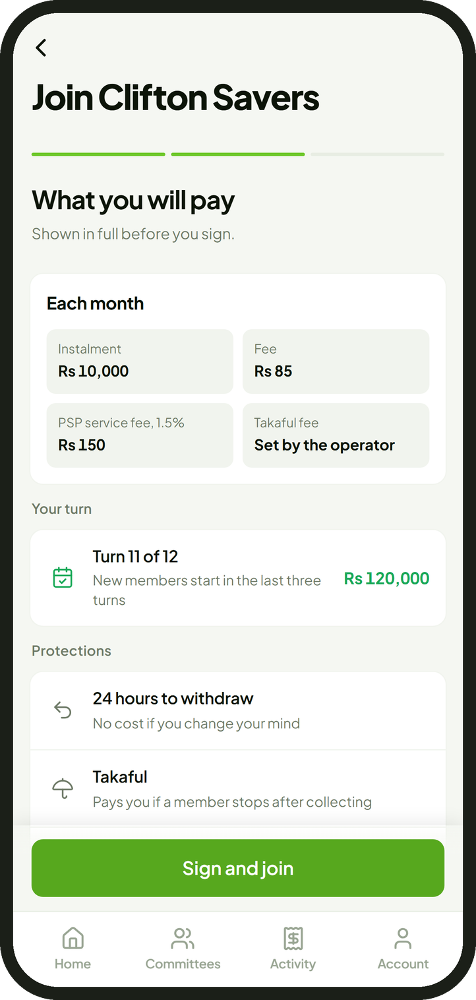 Join Clifton Savers
What you will pay
Shown in full before you sign.
Each month
Instalment
Rs 10,000
Fee
Rs 85
PSP service fee, 1.5%
Rs 150
Takaful fee
Set by the operator
Your turn
Turn 11 of 12
New members start in the last three
turns
Rs 120,000
Protections
24 hours to withdraw
No cost if you change your mind
Takaful
Pays you if a member stops after collecting
Sign and join
Home
Committees
Activity
Account